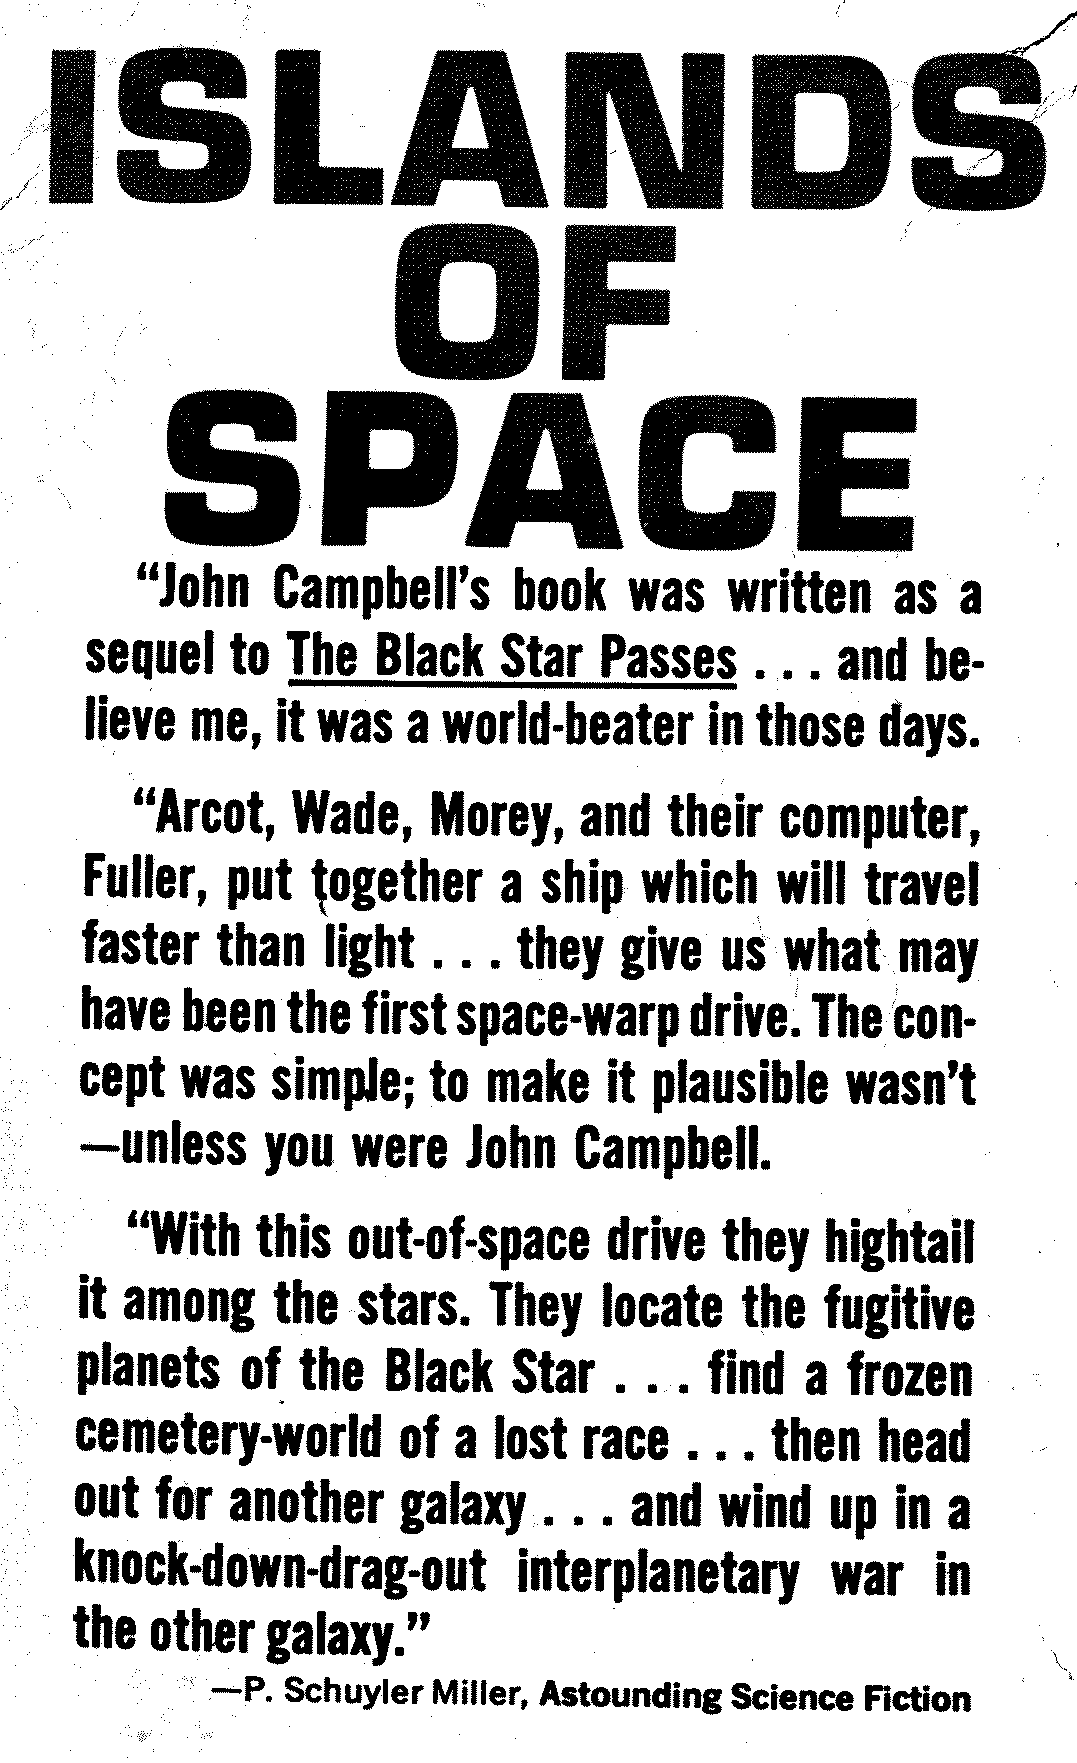 ISLANDS
OF
SPACE
“John Campbell’s book was written as a
sequel to The Black Star Passes . . . and be-
lieve me, it was a world-beater in those days.
“Arcot, Wade, Morey, and their computer,
Fuller, put together a ship which will travel
faster than light . . . they give us what may
have been the first space-warp drive. The con-
cept was simple; to make it plausible wasn’t
—unless you were John Campbell.
“With this out-of-space drive they hightail
it among the stars. They locate the fugitive
planets of the Black Star . . . find a frozen
cemetery-world of a lost race . . . then head
out for another galaxy . . . and wind up in a
knock-down-drag-out interplanetary war in
the other galaxy.”
—P. Schuyler Miller, Astounding Science Fiction